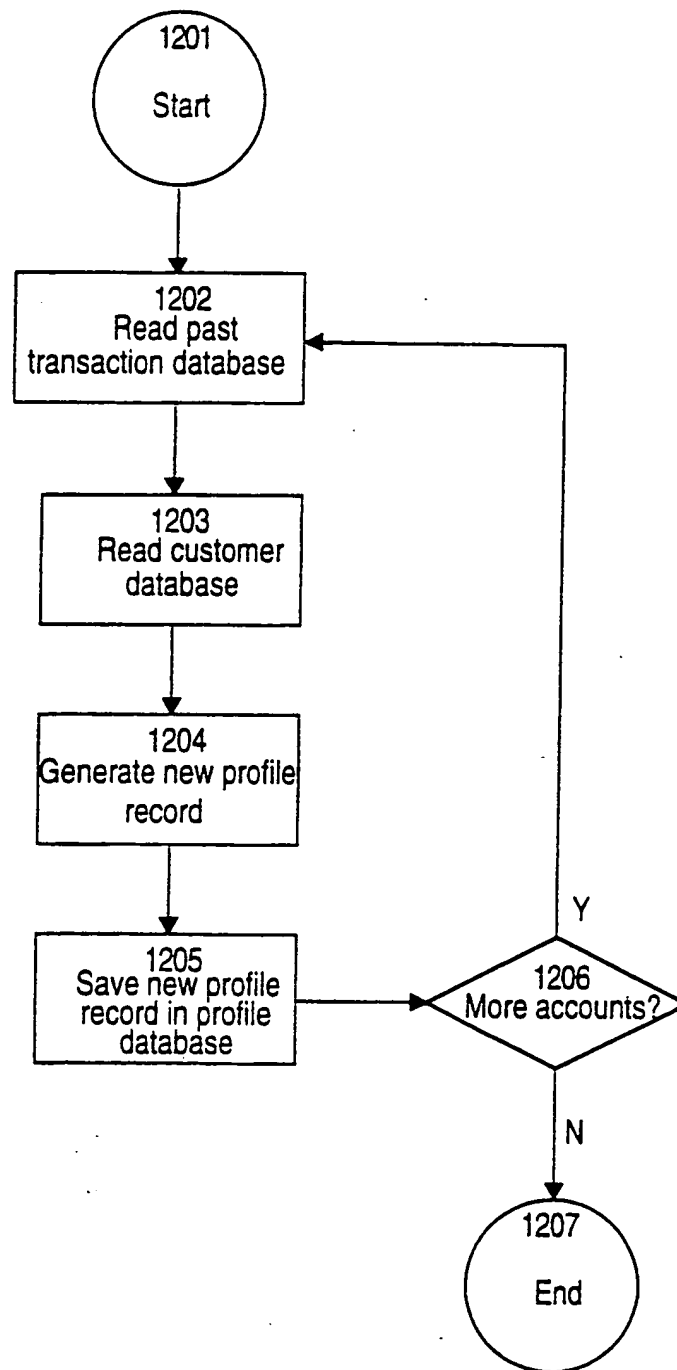 1201
Start
1202
Read past
transaction database
1203
Read customer
database
1204
Generate new profile
record
1205
Save new profile
record in profile
database
Y
1206
More accounts?
N
1207
End